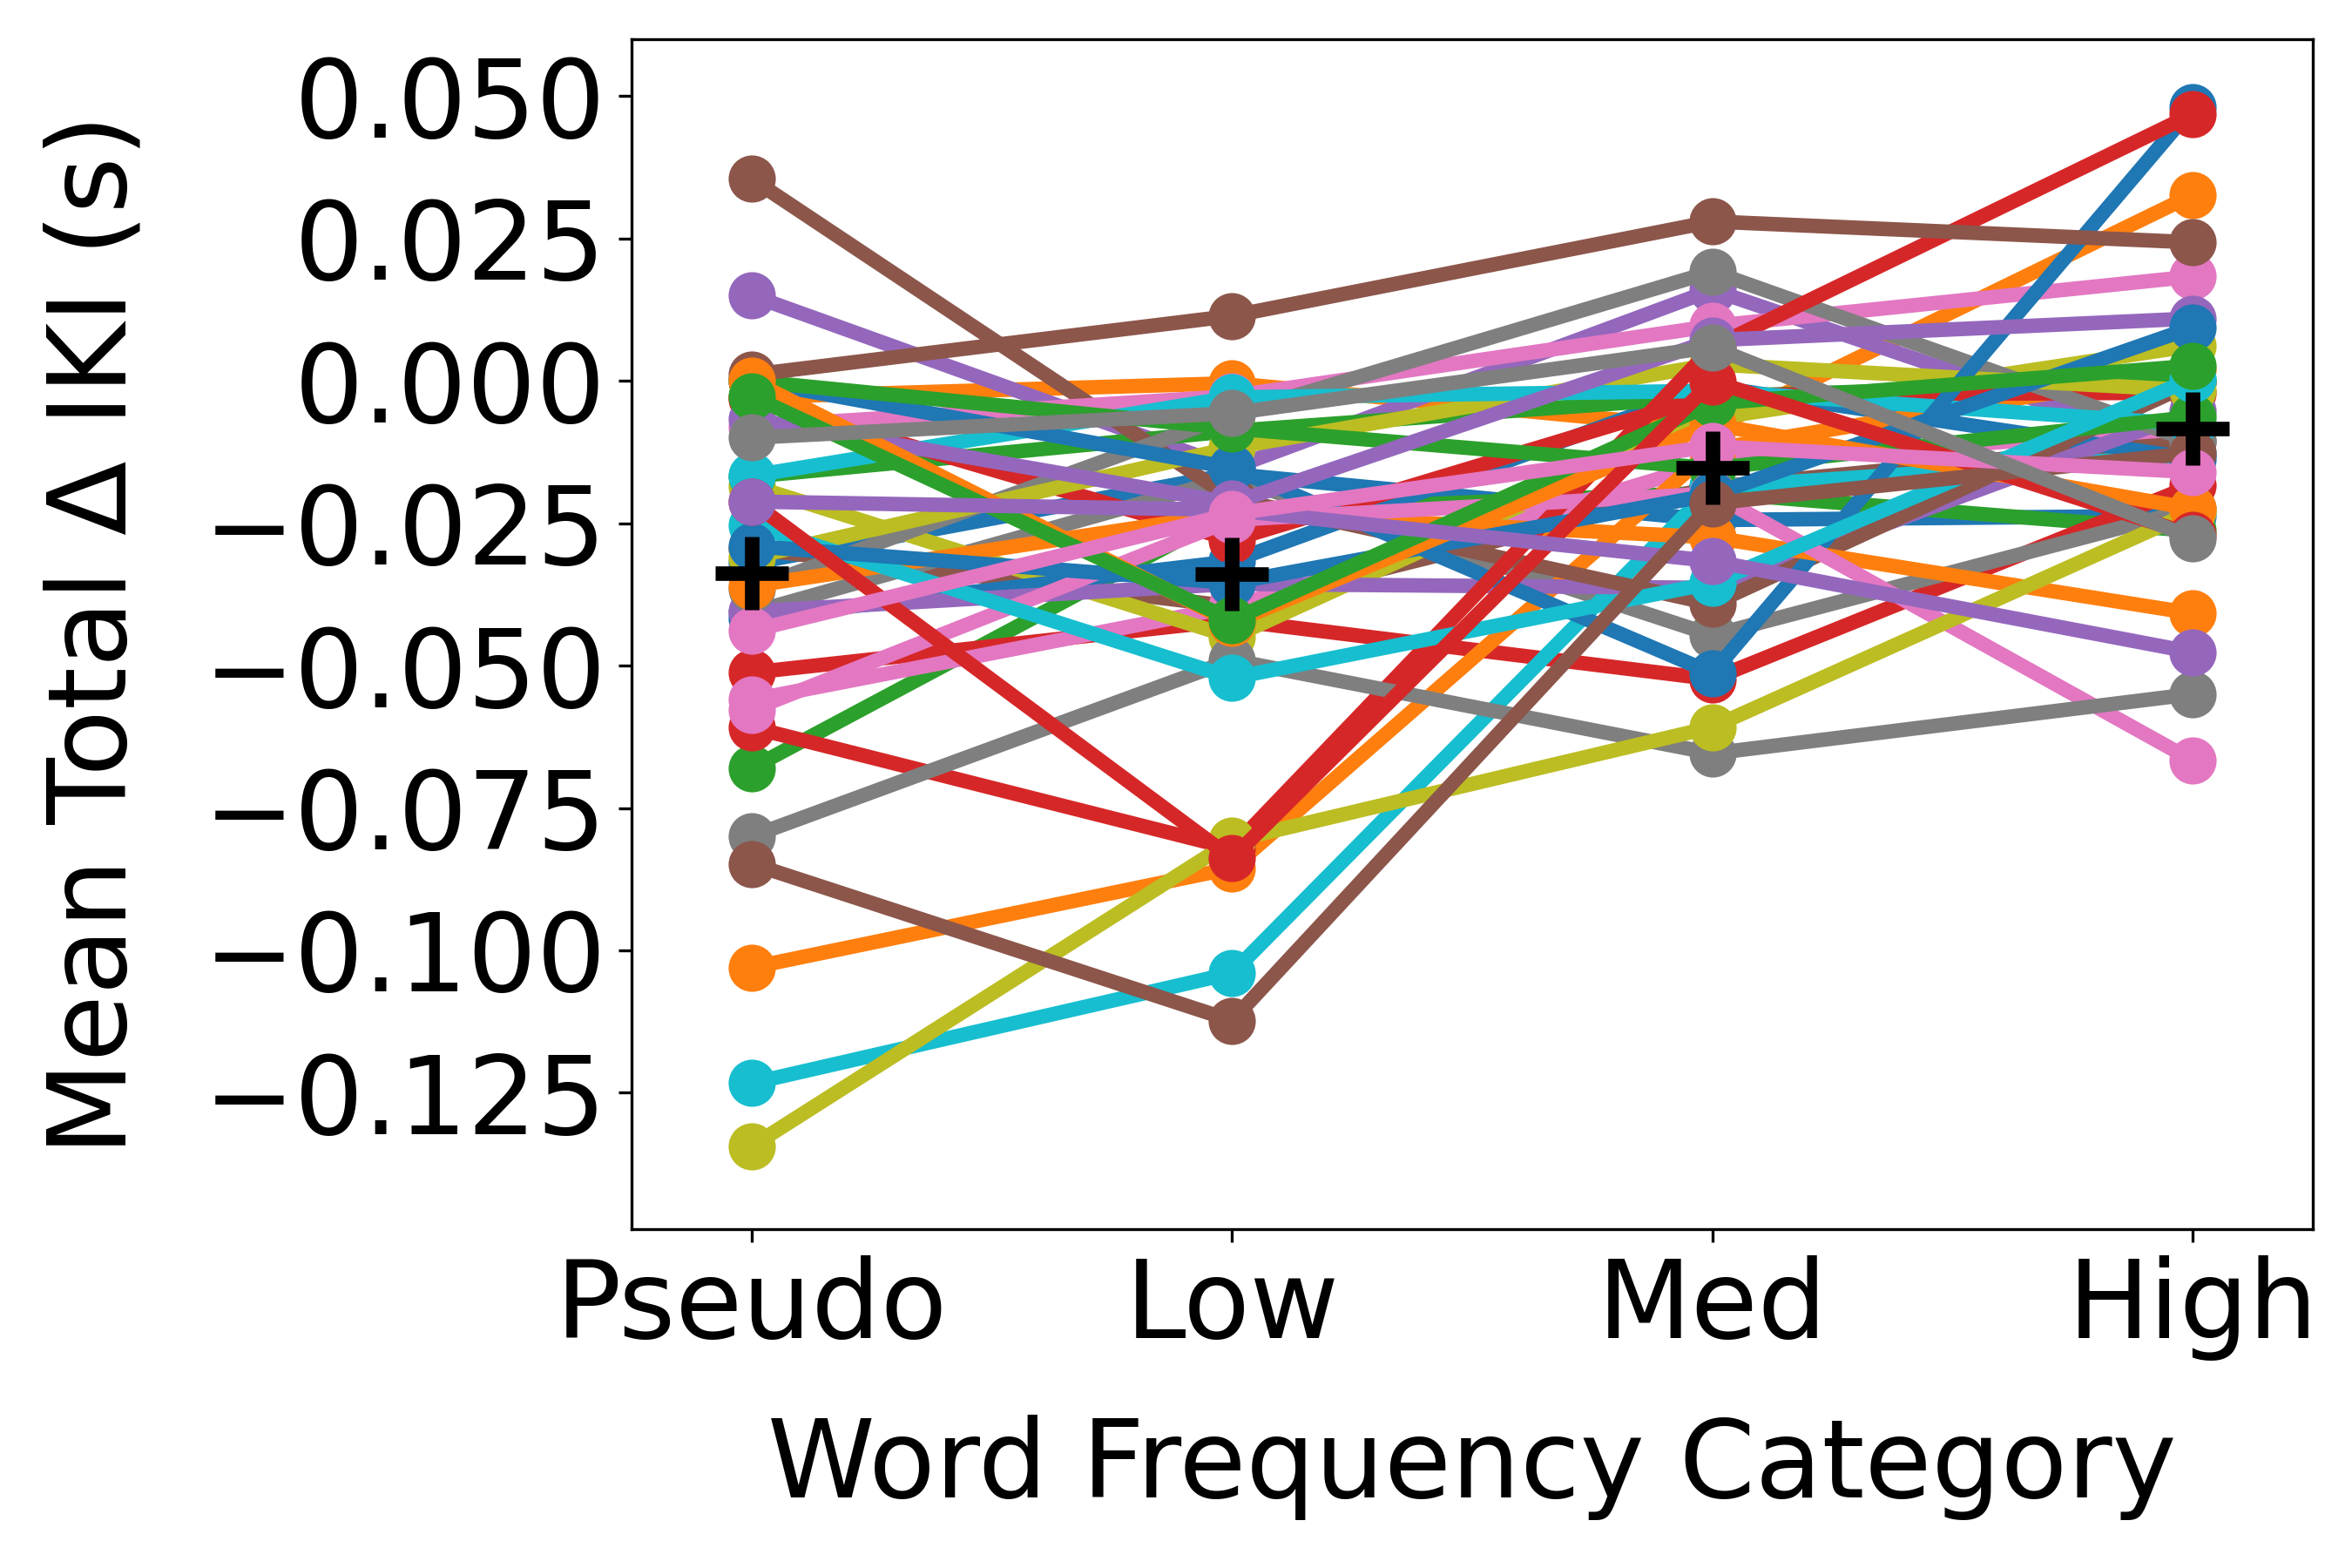 Mean Total Δ IKI (s)
0.050
0.025
0.000
−0.025
−0.050
−0.075
−0.100
−0.125
Pseudo Low Med High
Word Frequency Category